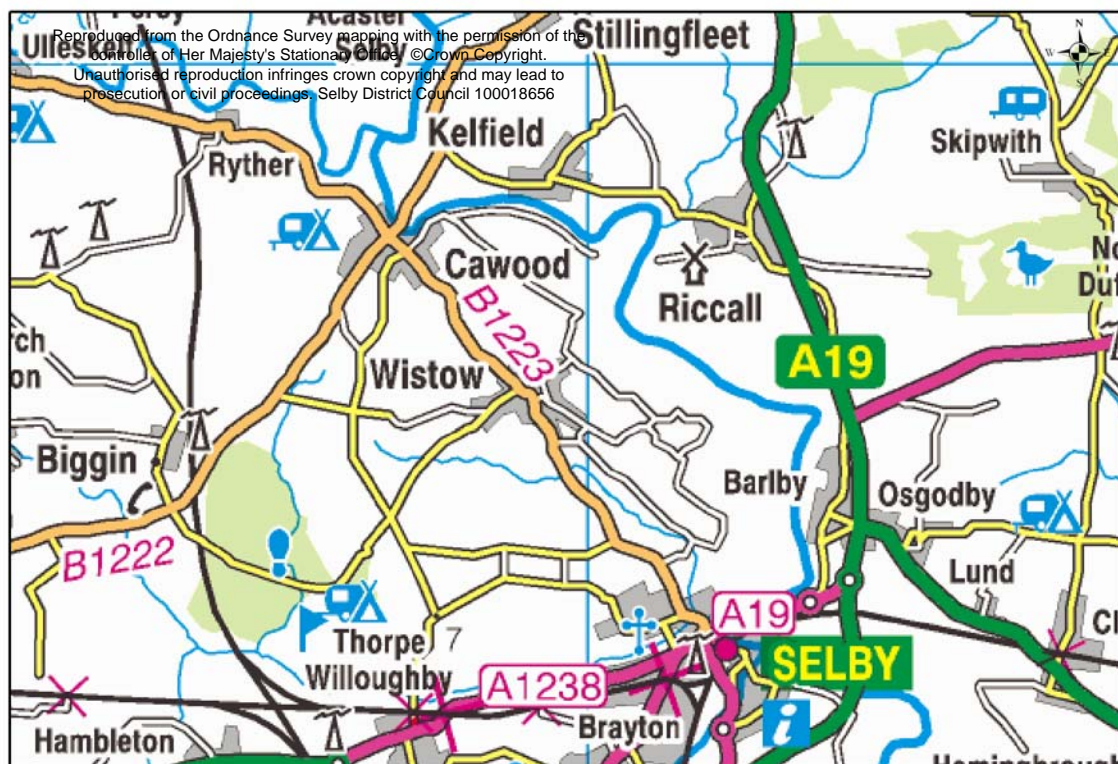 Reproduced from the Ordnance Survey mapping with the permission of the
controller of Her Majesty's Stationary Office, ©Crown Copyright.
Unauthorised reproduction infringes crown copyright and may lead to
prosecution or civil proceedings. Selby District Council 100018656
Ulleskelf
Acaster
Selby
Stillingfleet
N
W
S
Kelfield
Skipwith
Ryther
Cawood
Riccall
B1223
A19
Wistow
Biggin
Barlby
Osgodby
B1222
Lund
A19
Thorpe
Willoughby
7
SELBY
A1238
Brayton
i
Hambleton